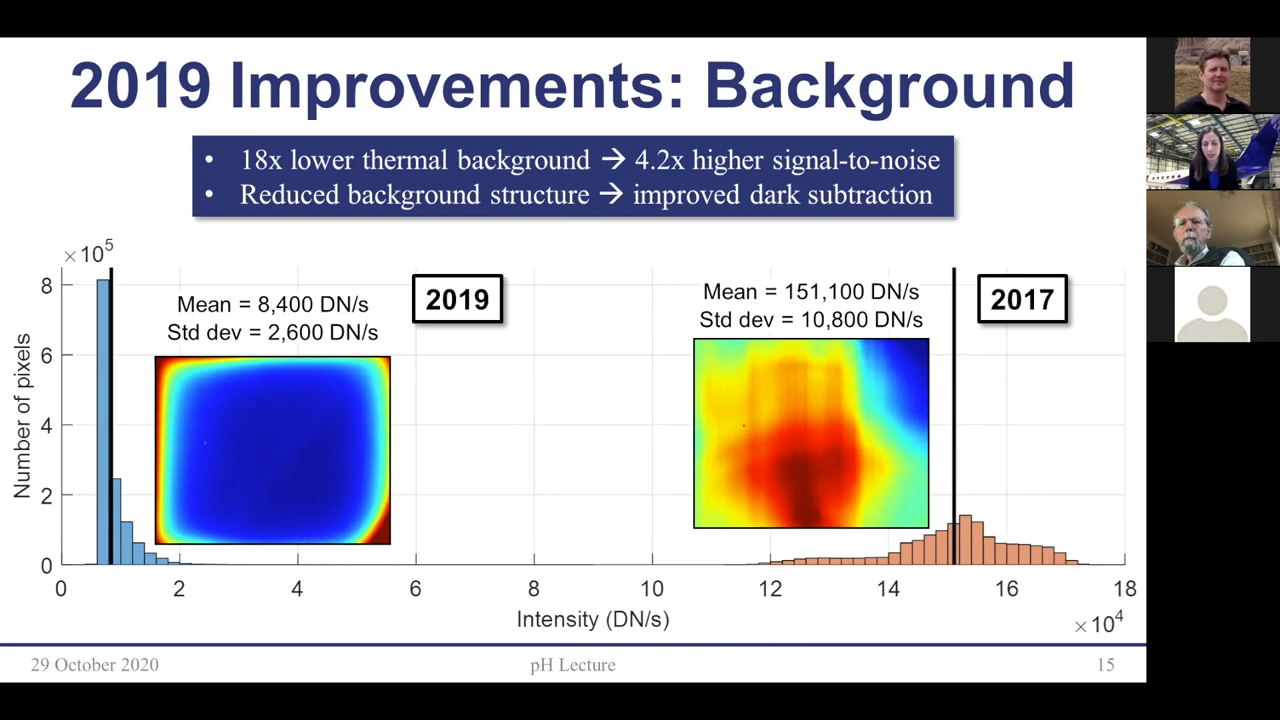 2019 Improvements: Background
• 18x lower thermal background → 4.2x higher signal-to-noise
• Reduced background structure → improved dark subtraction
×10⁵
8
6
4
2
0
Number of pixels
Mean = 8,400 DN/s
Std dev = 2,600 DN/s
2019
Mean = 151,100 DN/s
Std dev = 10,800 DN/s
2017
0 2 4 6 8 10 12 14 16 18
Intensity (DN/s)
×10⁴
29 October 2020 pH Lecture 15